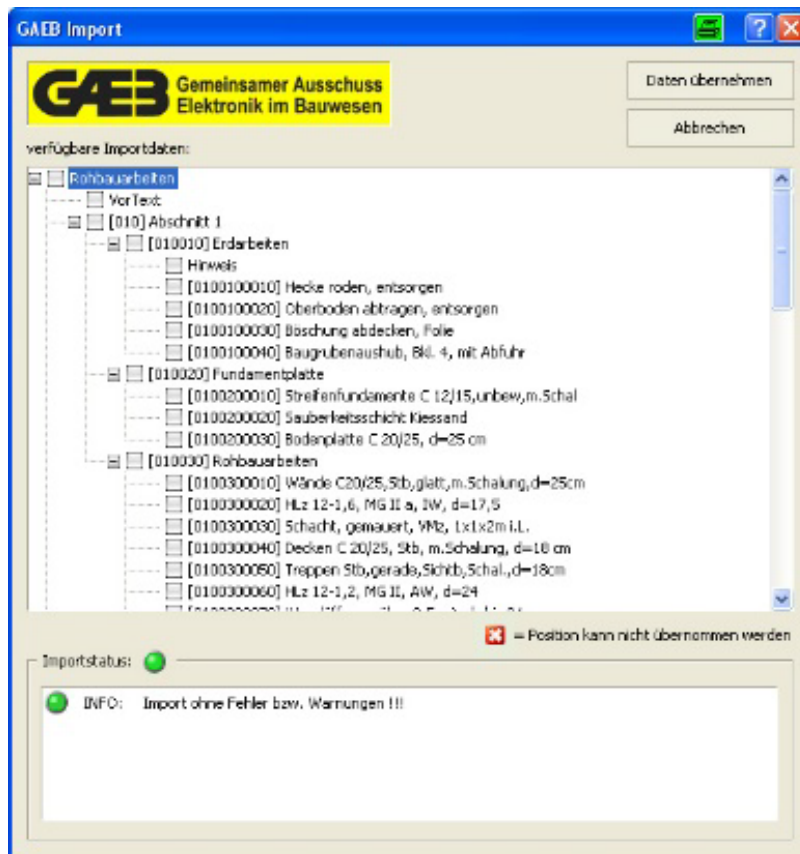 GAEB Import
GAEB Gemeinsamer Ausschuss
Elektronik im Bauwesen
Daten übernehmen
Abbrechen
verfügbare Importdaten:
Rohbauarbeiten
VorText
[010] Abschnitt 1
[010010] Erdarbeiten
Hinweis
[0100100010] Hecke roden, entsorgen
[0100100020] Oberboden abtragen, entsorgen
[0100100030] Böschung abdecken, Folie
[0100100040] Baugrubenaushub, Bkl. 4, mit Abfuhr
[010020] Fundamentplatte
[0100200010] Streifenfundamente C 12/15,unbew,m.Schal
[0100200020] Sauberkeitsschicht Kiessand
[0100200030] Bodenplatte C 20/25, d=25 cm
[010030] Rohbauarbeiten
[0100300010] Wände C20/25,Stb,glatt,m.Schalung,d=25cm
[0100300020] HLz 12-1,6, MG II a, IW, d=17,5
[0100300030] Schacht, gemauert, VMz, 1x1x2m i.L.
[0100300040] Decken C 20/25, Stb, m.Schalung, d=18 cm
[0100300050] Treppen Stb,gerade,Sichtb,Schal.,d=18cm
[0100300060] HLz 12-1,2, MG II, AW, d=24
= Position kann nicht übernommen werden
Importstatus:
INFO: Import ohne Fehler bzw. Warnungen !!!